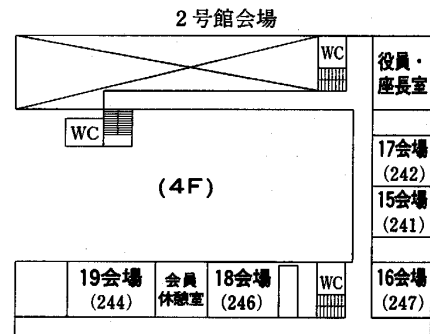 2号館会場
WC
役員・
座長室
WC
17会場
(242)
(4F)
15会場
(241)
19会場
(244)
会員
休憩室
18会場
(246)
WC
16会場
(247)